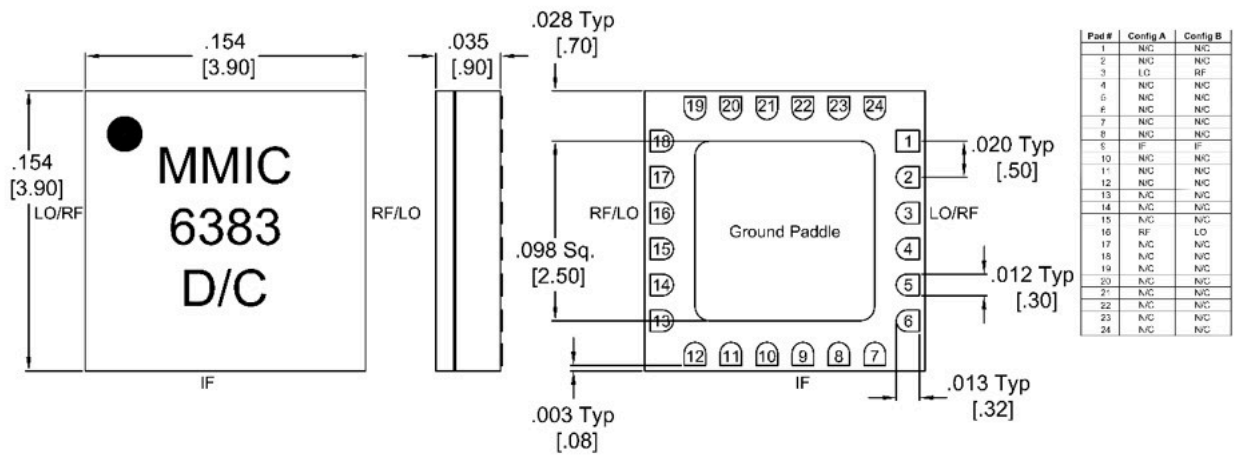 .154
[3.90]
.154
[3.90]
LO/RF
MMIC
6383
D/C
RF/LO
IF
.035
[.90]
.028 Typ
[.70]
19 20 21 22 23 24
18
17
16
15
14
13
1
2
3
4
5
6
12 11 10 9 8 7
RF/LO
LO/RF
Ground Paddle
IF
.098 Sq.
[2.50]
.003 Typ
[.08]
.020 Typ
[.50]
.012 Typ
[.30]
.013 Typ
[.32]
Pad # Config A Config B
1 N/C N/C
2 N/C N/C
3 LO RF
4 N/C N/C
5 N/C N/C
6 N/C N/C
7 N/C N/C
8 N/C N/C
9 IF IF
10 N/C N/C
11 N/C N/C
12 N/C N/C
13 N/C N/C
14 N/C N/C
15 N/C N/C
16 RF LO
17 N/C N/C
18 N/C N/C
19 N/C N/C
20 N/C N/C
21 N/C N/C
22 N/C N/C
23 N/C N/C
24 N/C N/C